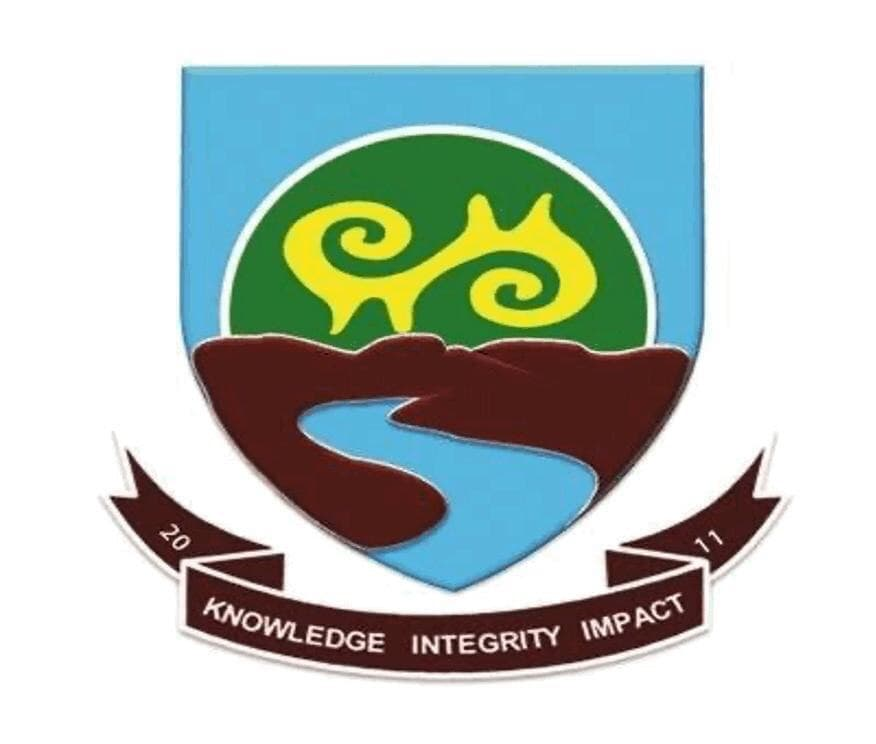 20 11
KNOWLEDGE INTEGRITY IMPACT